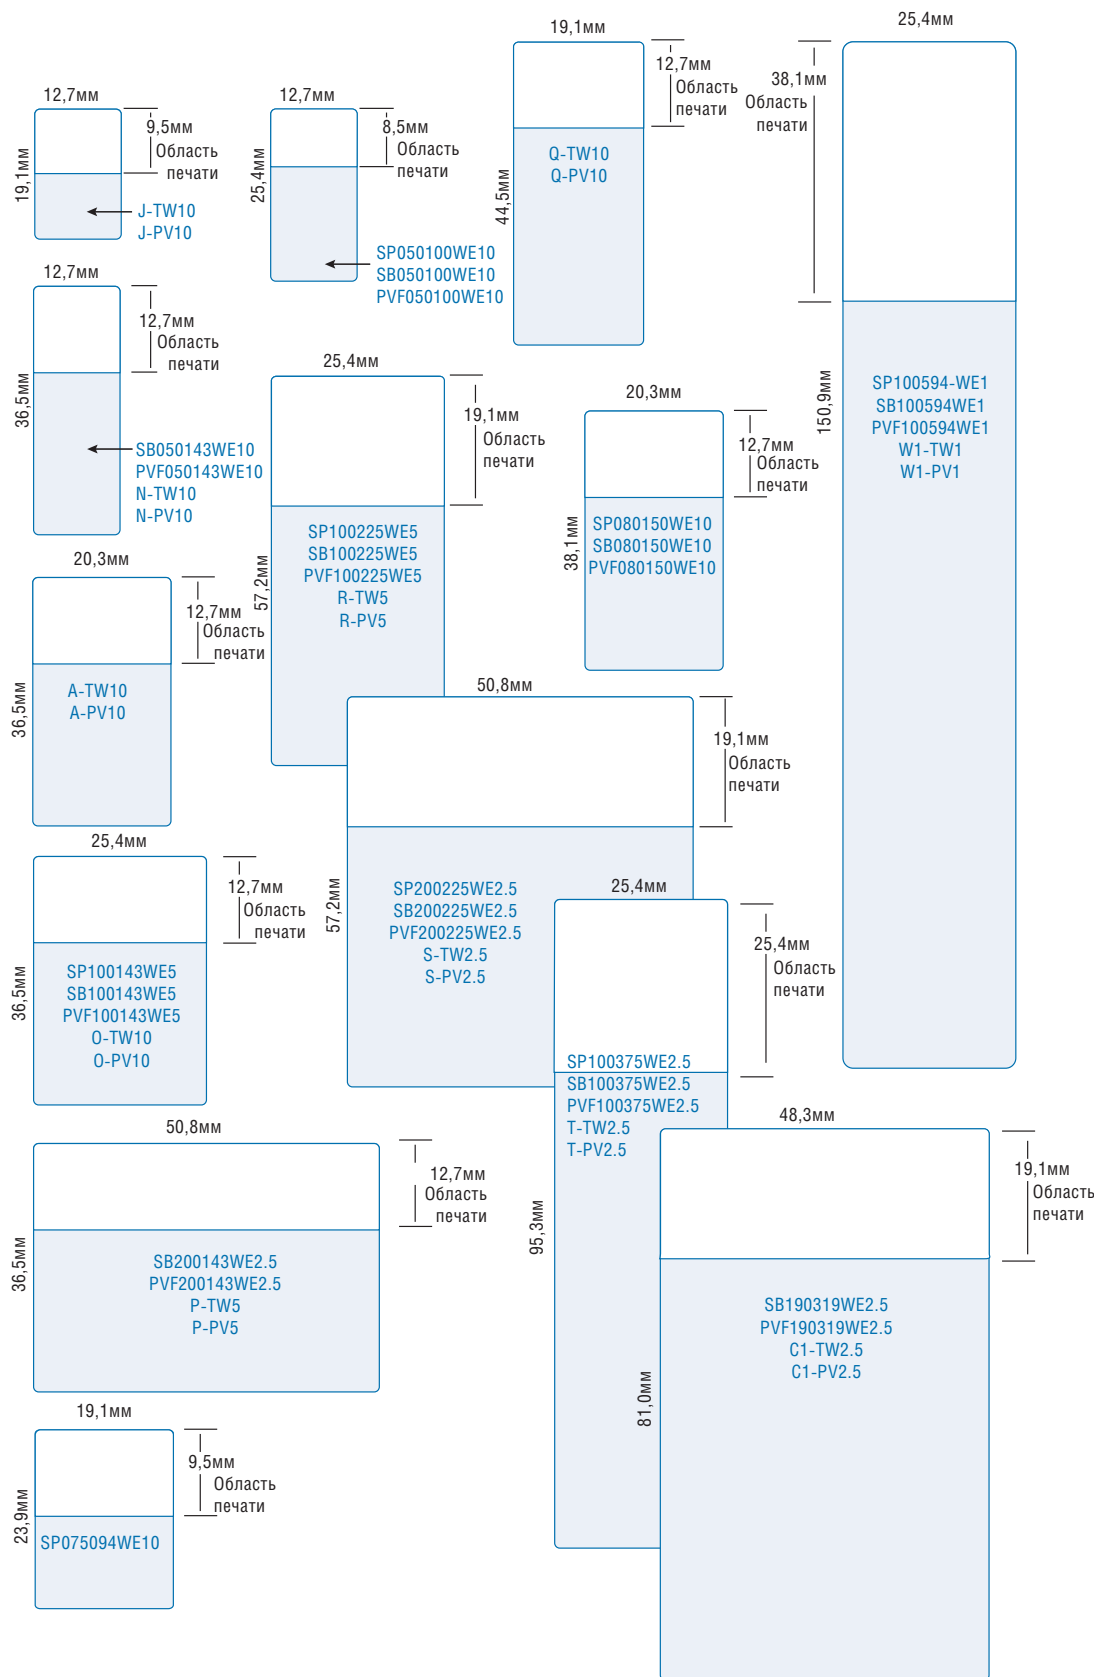 12,7мм
9,5мм
Область
печати
19,1мм
J-TW10
J-PV10
12,7мм
8,5мм
Область
печати
25,4мм
SP050100WE10
SB050100WE10
PVF050100WE10
19,1мм
12,7мм
Область
печати
44,5мм
Q-TW10
Q-PV10
25,4мм
38,1мм
Область
печати
150,9мм
SP100594-WE1
SB100594WE1
PVF100594WE1
W1-TW1
W1-PV1
12,7мм
12,7мм
Область
печати
36,5мм
SB050143WE10
PVF050143WE10
N-TW10
N-PV10
25,4мм
19,1мм
Область
печати
57,2мм
SP100225WE5
SB100225WE5
PVF100225WE5
R-TW5
R-PV5
20,3мм
12,7мм
Область
печати
38,1мм
SP080150WE10
SB080150WE10
PVF080150WE10
20,3мм
12,7мм
Область
печати
36,5мм
A-TW10
A-PV10
50,8мм
19,1мм
Область
печати
57,2мм
SP200225WE2.5
SB200225WE2.5
PVF200225WE2.5
S-TW2.5
S-PV2.5
25,4мм
12,7мм
Область
печати
36,5мм
SP100143WE5
SB100143WE5
PVF100143WE5
O-TW10
O-PV10
25,4мм
25,4мм
Область
печати
95,3мм
SP100375WE2.5
SB100375WE2.5
PVF100375WE2.5
T-TW2.5
T-PV2.5
50,8мм
12,7мм
Область
печати
36,5мм
SB200143WE2.5
PVF200143WE2.5
P-TW5
P-PV5
48,3мм
19,1мм
Область
печати
81,0мм
SB190319WE2.5
PVF190319WE2.5
C1-TW2.5
C1-PV2.5
19,1мм
9,5мм
Область
печати
23,9мм
SP075094WE10